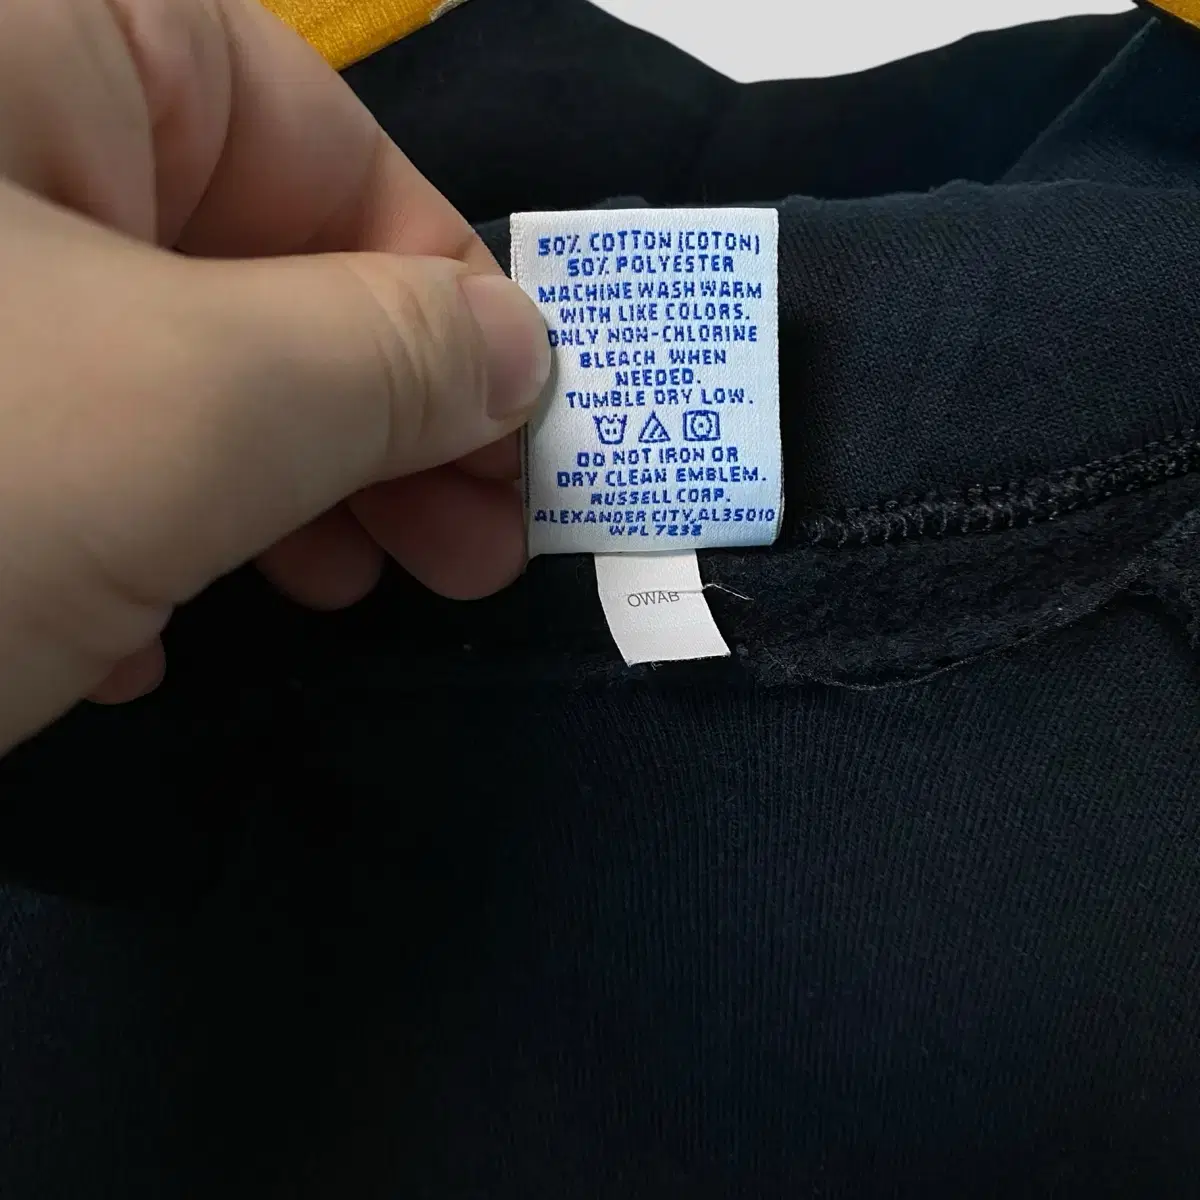 50% COTTON (COTON)
50% POLYESTER
MACHINE WASH WARM
WITH LIKE COLORS.
ONLY NON-CHLORINE
BLEACH WHEN
NEEDED.
TUMBLE DRY LOW.
DO NOT IRON OR
DRY CLEAN EMBLEM.
RUSSELL CORP.
ALEXANDER CITY, AL35010
WPL 7238
OWAB